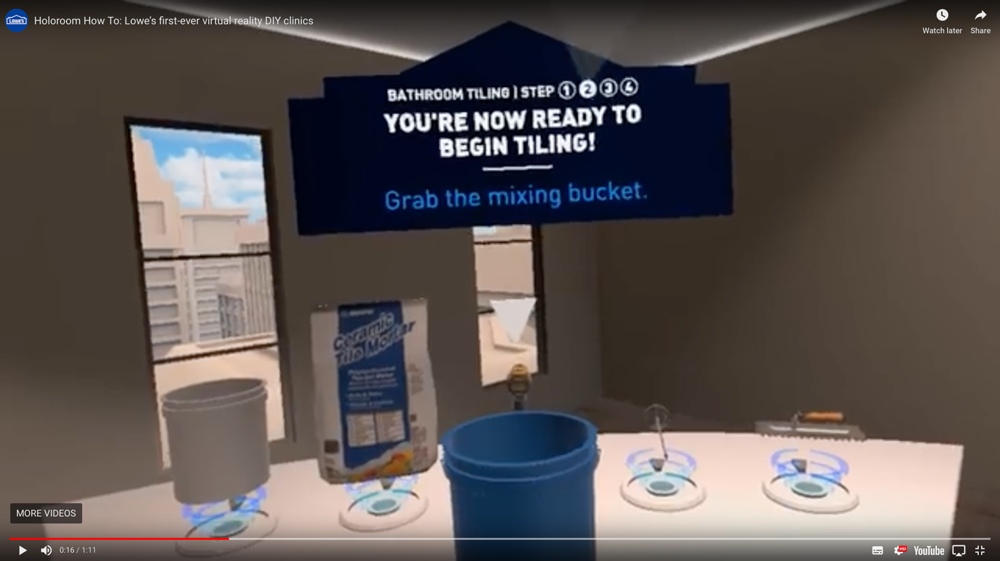 LOWE'S
Holoroom How To: Lowe’s first-ever virtual reality DIY clinics
Watch later
Share
BATHROOM TILING | STEP 1 2 3 4
YOU'RE NOW READY TO
BEGIN TILING!
Grab the mixing bucket.
Ceramic
Tile Mortar
MORE VIDEOS
0:16 / 1:11
HD
YouTube